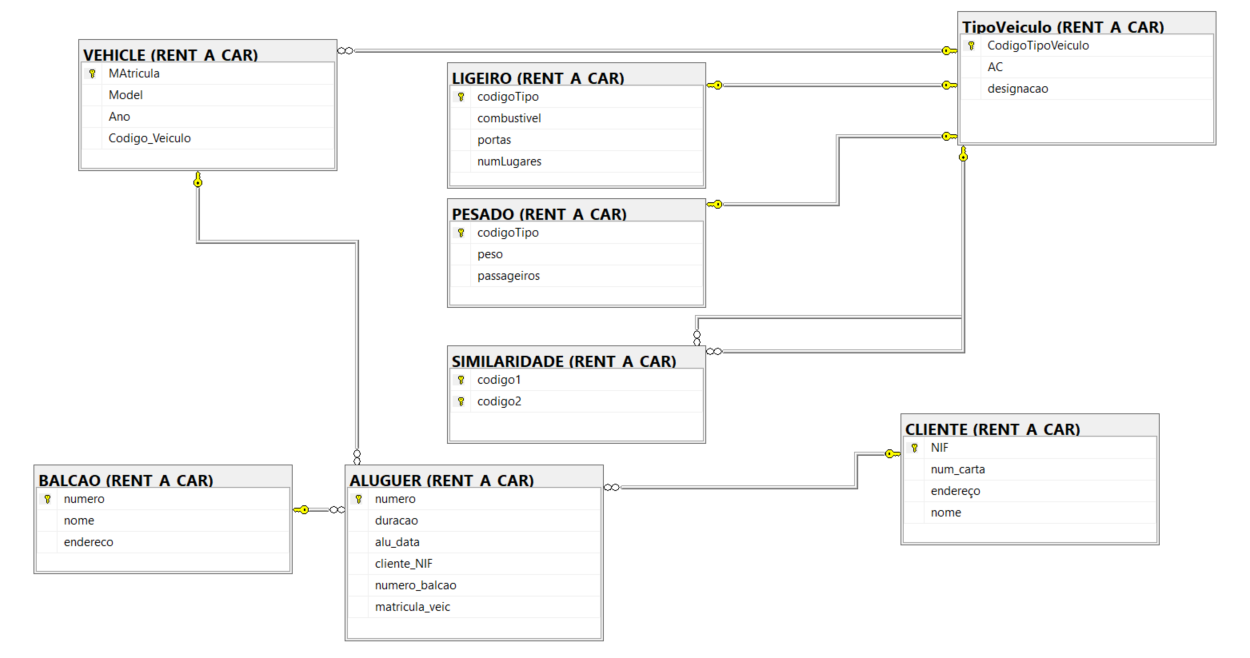 VEHICLE (RENT_A_CAR)
MAtricula
Model
Ano
Codigo_Veiculo
LIGEIRO (RENT_A_CAR)
codigoTipo
combustivel
portas
numLugares
TipoVeiculo (RENT_A_CAR)
CodigoTipoVeiculo
AC
designacao
PESADO (RENT_A_CAR)
codigoTipo
peso
passageiros
SIMILARIDADE (RENT_A_CAR)
codigo1
codigo2
CLIENTE (RENT_A_CAR)
NIF
num_carta
endereço
nome
BALCAO (RENT_A_CAR)
numero
nome
endereco
ALUGUER (RENT_A_CAR)
numero
duracao
alu_data
cliente_NIF
numero_balcao
matricula_veic